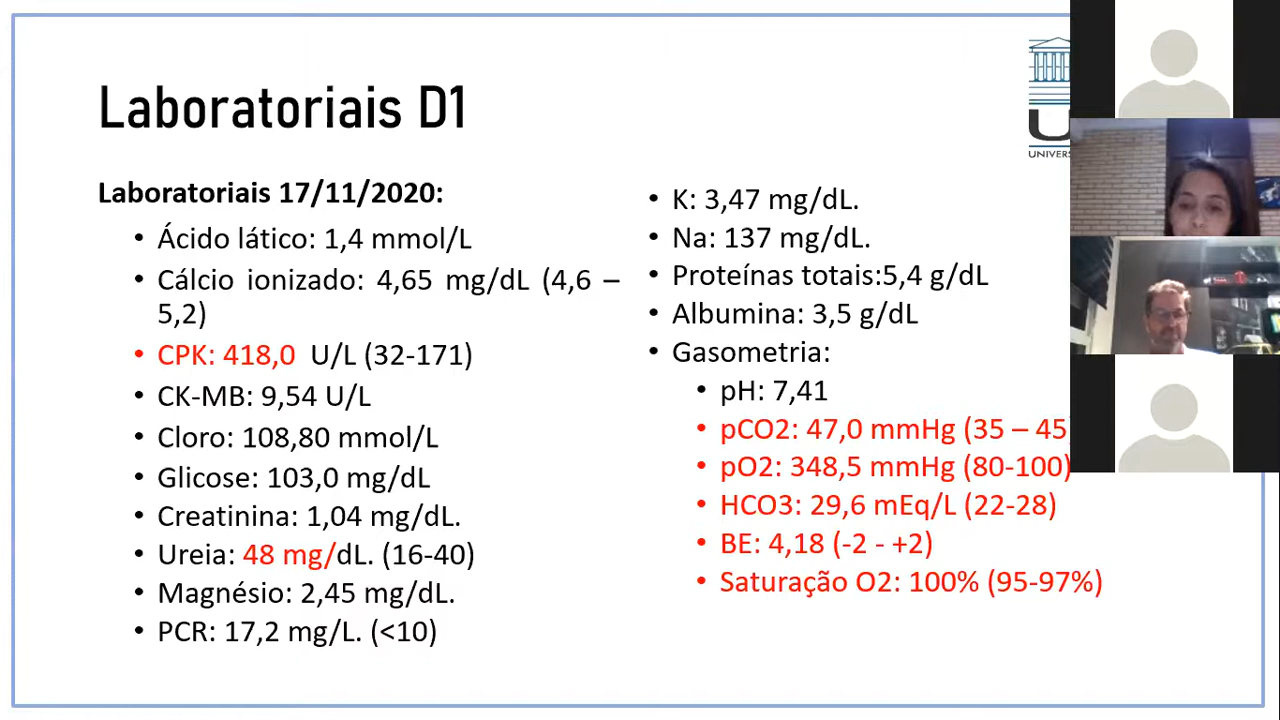 Laboratoriais D1
Laboratoriais 17/11/2020:
• Ácido lático: 1,4 mmol/L
• Cálcio ionizado: 4,65 mg/dL (4,6 –
5,2)
• CPK: 418,0 U/L (32-171)
• CK-MB: 9,54 U/L
• Cloro: 108,80 mmol/L
• Glicose: 103,0 mg/dL
• Creatinina: 1,04 mg/dL.
• Ureia: 48 mg/dL. (16-40)
• Magnésio: 2,45 mg/dL.
• PCR: 17,2 mg/L. (<10)
• K: 3,47 mg/dL.
• Na: 137 mg/dL.
• Proteínas totais:5,4 g/dL
• Albumina: 3,5 g/dL
• Gasometria:
• pH: 7,41
• pCO2: 47,0 mmHg (35 – 45)
• pO2: 348,5 mmHg (80-100)
• HCO3: 29,6 mEq/L (22-28)
• BE: 4,18 (-2 - +2)
• Saturação O2: 100% (95-97%)